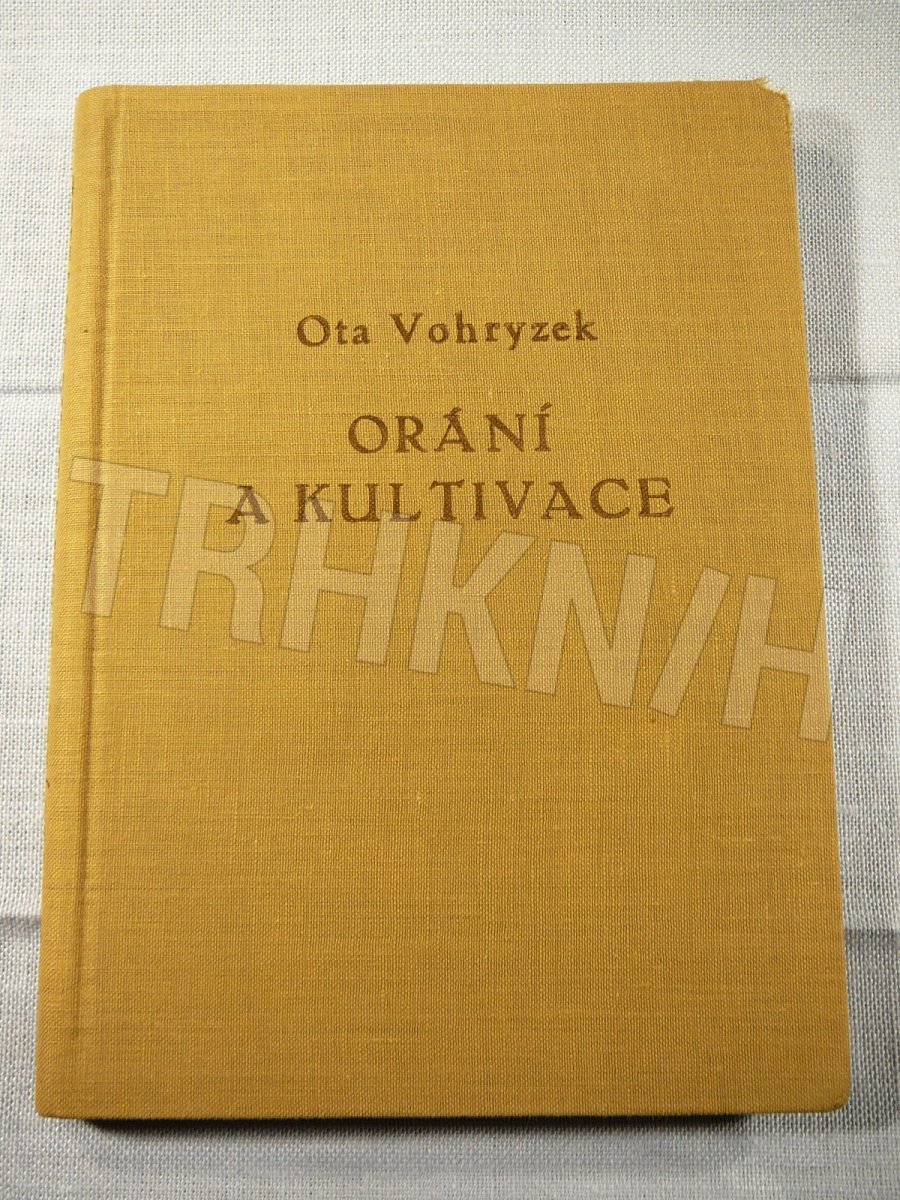 Ota Vohryzek
ORÁNÍ
A KULTIVACE
TRHKNIH